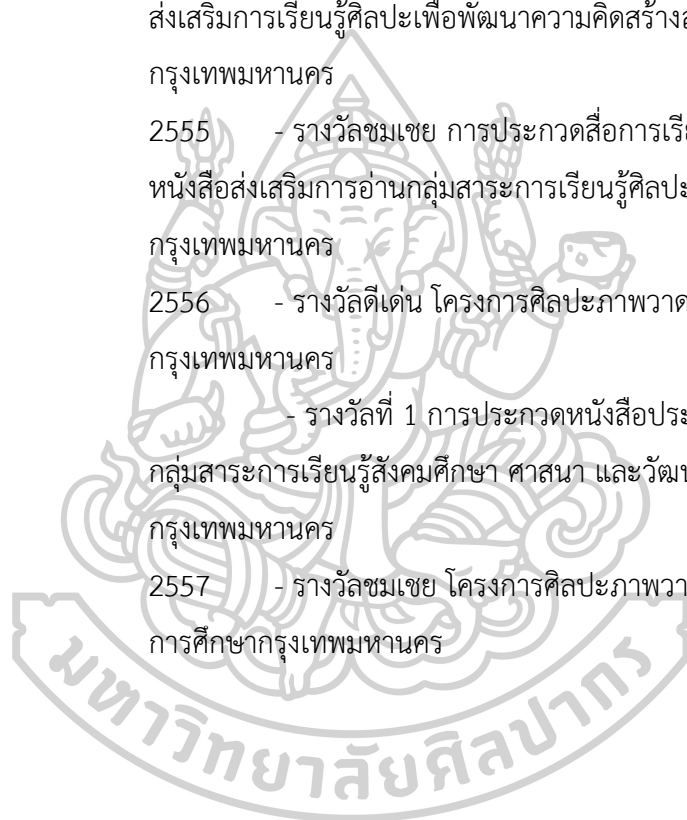 ส่งเสริมการเรียนรู้ศิลปะเพื่อพัฒนาความคิดสร้าง
กรุงเทพมหานคร
2555 - รางวัลชมเชย การประกวดสื่อการเรีย
หนังสือส่งเสริมการอ่านกลุ่มสาระการเรียนรู้ศิลปะ
กรุงเทพมหานคร
2556 - รางวัลดีเด่น โครงการศิลปะภาพวาด
กรุงเทพมหานคร
- รางวัลที่ 1 การประกวดหนังสือประ
กลุ่มสาระการเรียนรู้สังคมศึกษา ศาสนา และวัฒน
กรุงเทพมหานคร
2557 - รางวัลชมเชย โครงการศิลปะภาพวา
การศึกษากรุงเทพมหานคร
มหาวิทยาลัยศิลปากร